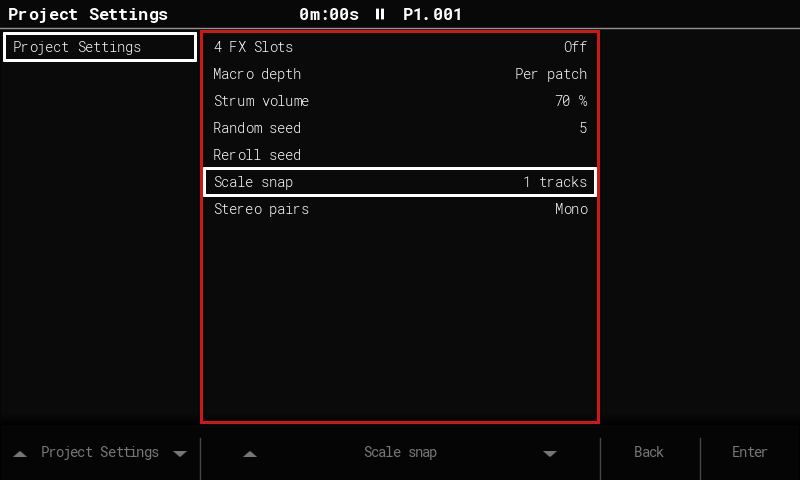 Project Settings 0m:00s P1.001
Project Settings
4 FX Slots Off
Macro depth Per patch
Strum volume 70 %
Random seed 5
Reroll seed
Scale snap 1 tracks
Stereo pairs Mono
Project Settings Scale snap Back Enter